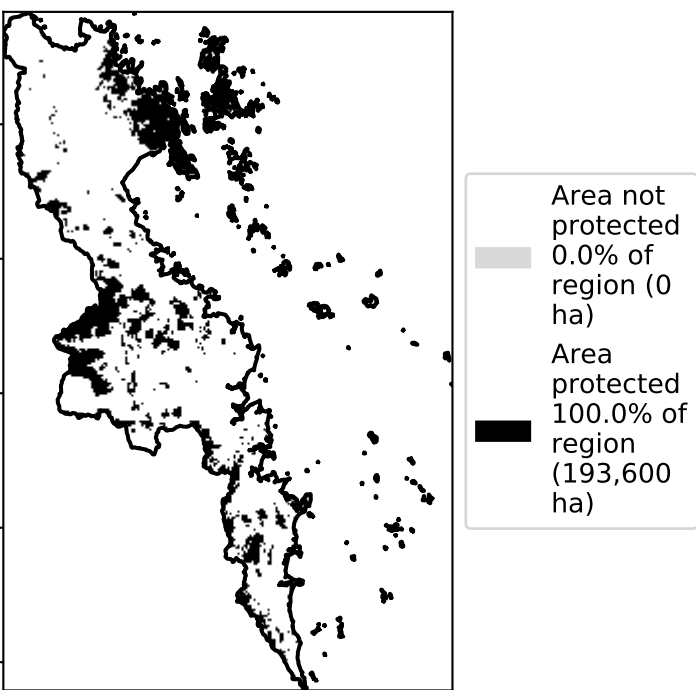 Area not
protected
0.0% of
region (0
ha)
Area
protected
100.0% of
region
(193,600
ha)